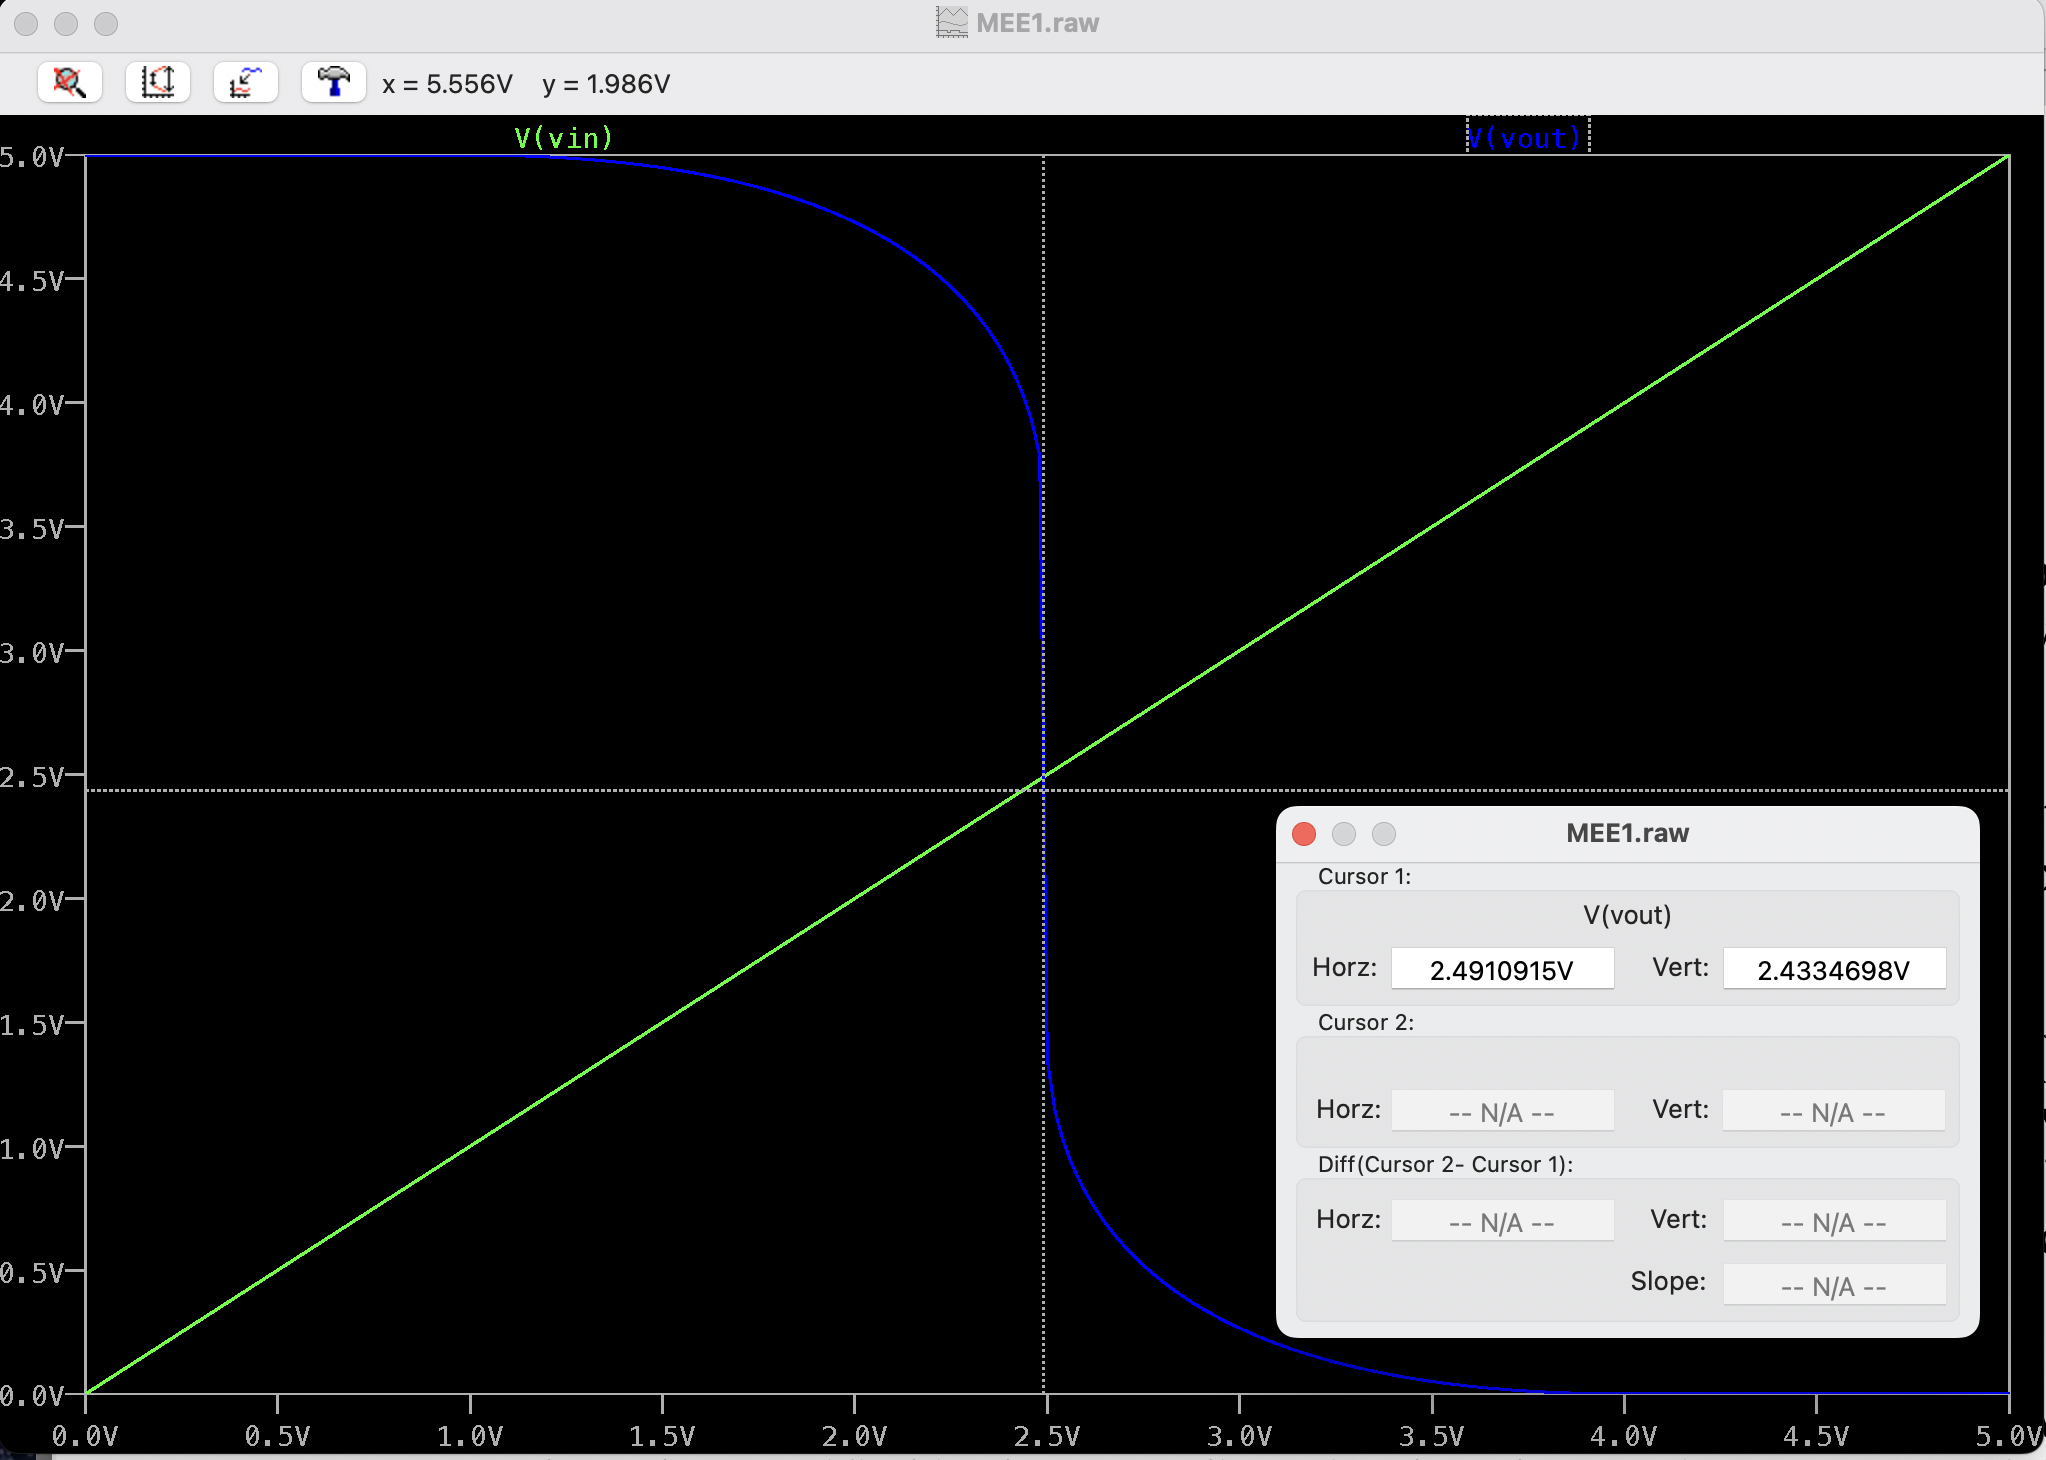 MEE1.raw
x = 5.556V y = 1.986V
V(vin) V(vout)
5.0V
4.5V
4.0V
3.5V
3.0V
2.5V
2.0V
1.5V
1.0V
0.5V
0.0V
0.0V 0.5V 1.0V 1.5V 2.0V 2.5V 3.0V 3.5V 4.0V 4.5V 5.0V
MEE1.raw
Cursor 1:
V(vout)
Horz: 2.4910915V Vert: 2.4334698V
Cursor 2:
Horz: -- N/A -- Vert: -- N/A --
Diff(Cursor 2- Cursor 1):
Horz: -- N/A -- Vert: -- N/A --
Slope: -- N/A --